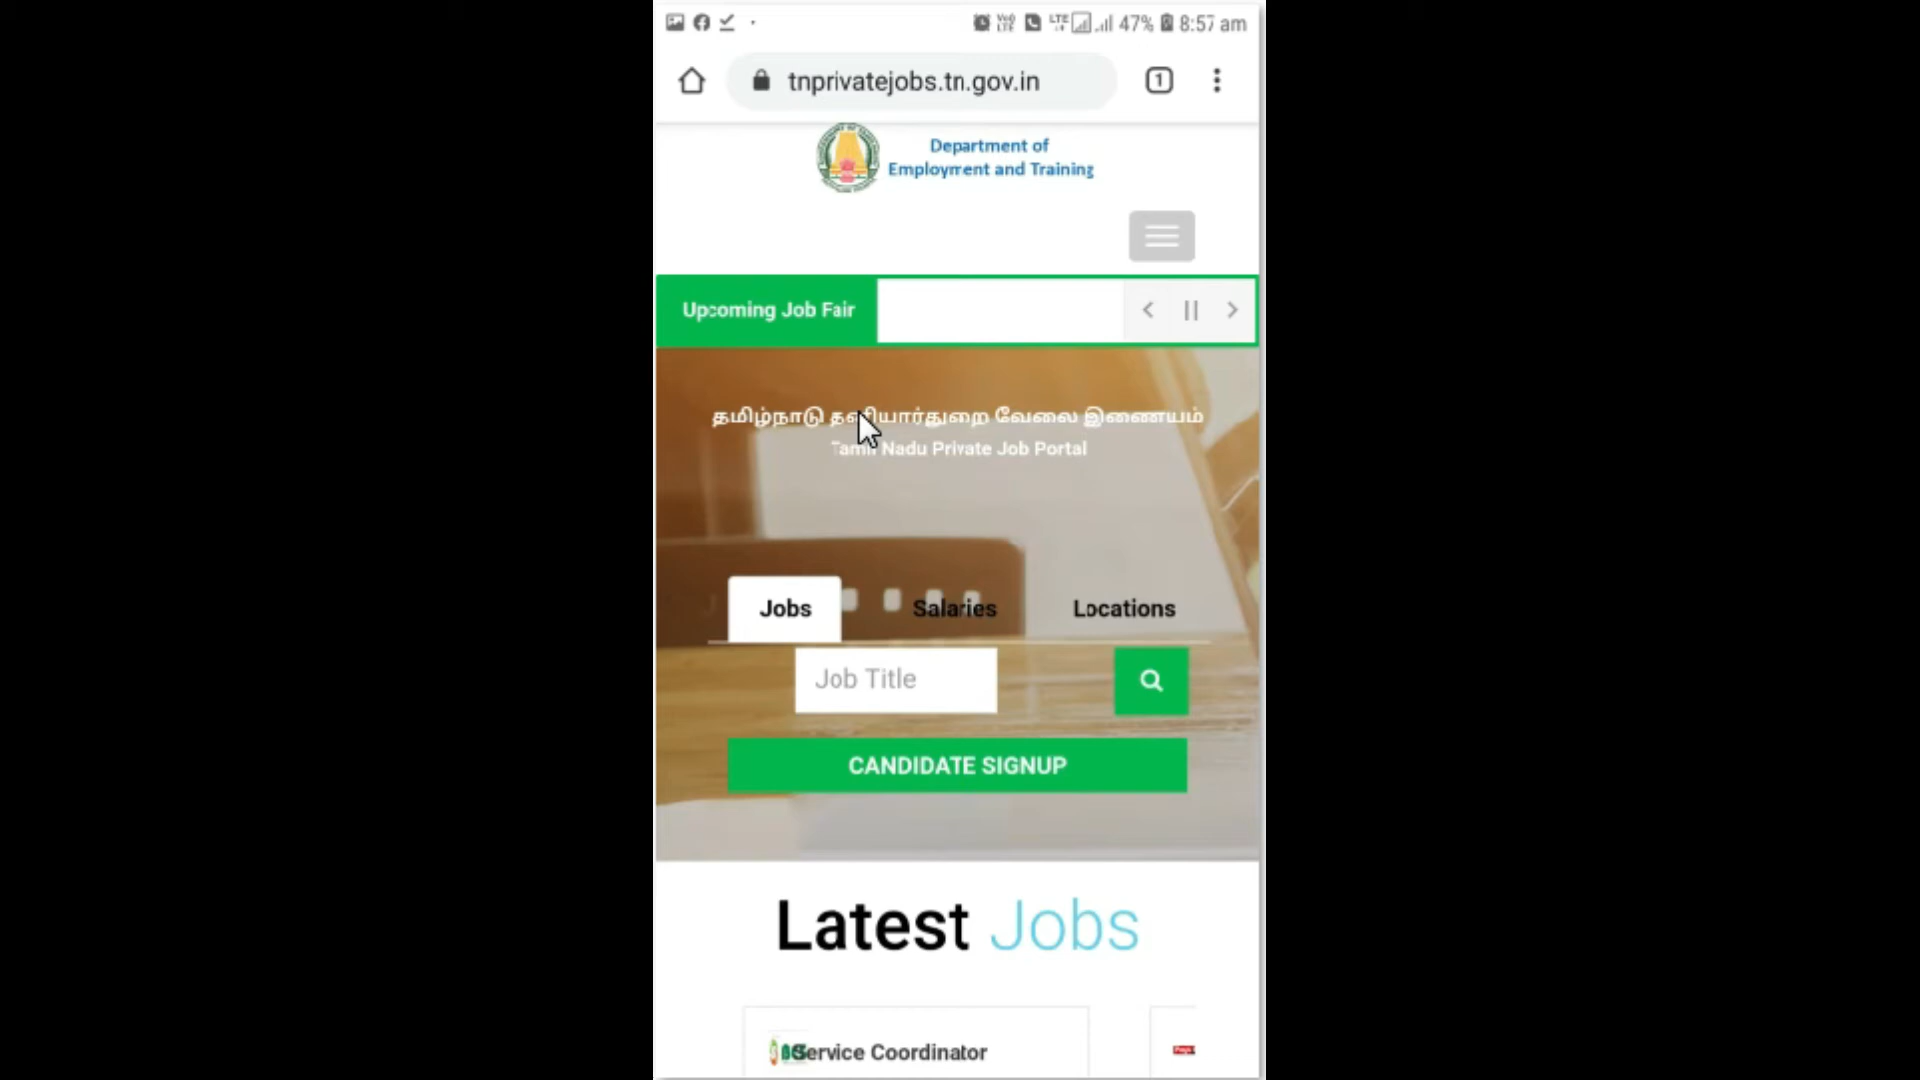 47% 8:57 am
tnprivatejobs.tn.gov.in
1
Department of
Employment and Training
Upcoming Job Fair
தமிழ்நாடு தனியார்துறை வேலை இணையம்
Tamil Nadu Private Job Portal
Jobs Salaries Locations
Job Title
CANDIDATE SIGNUP
Latest Jobs
Service Coordinator